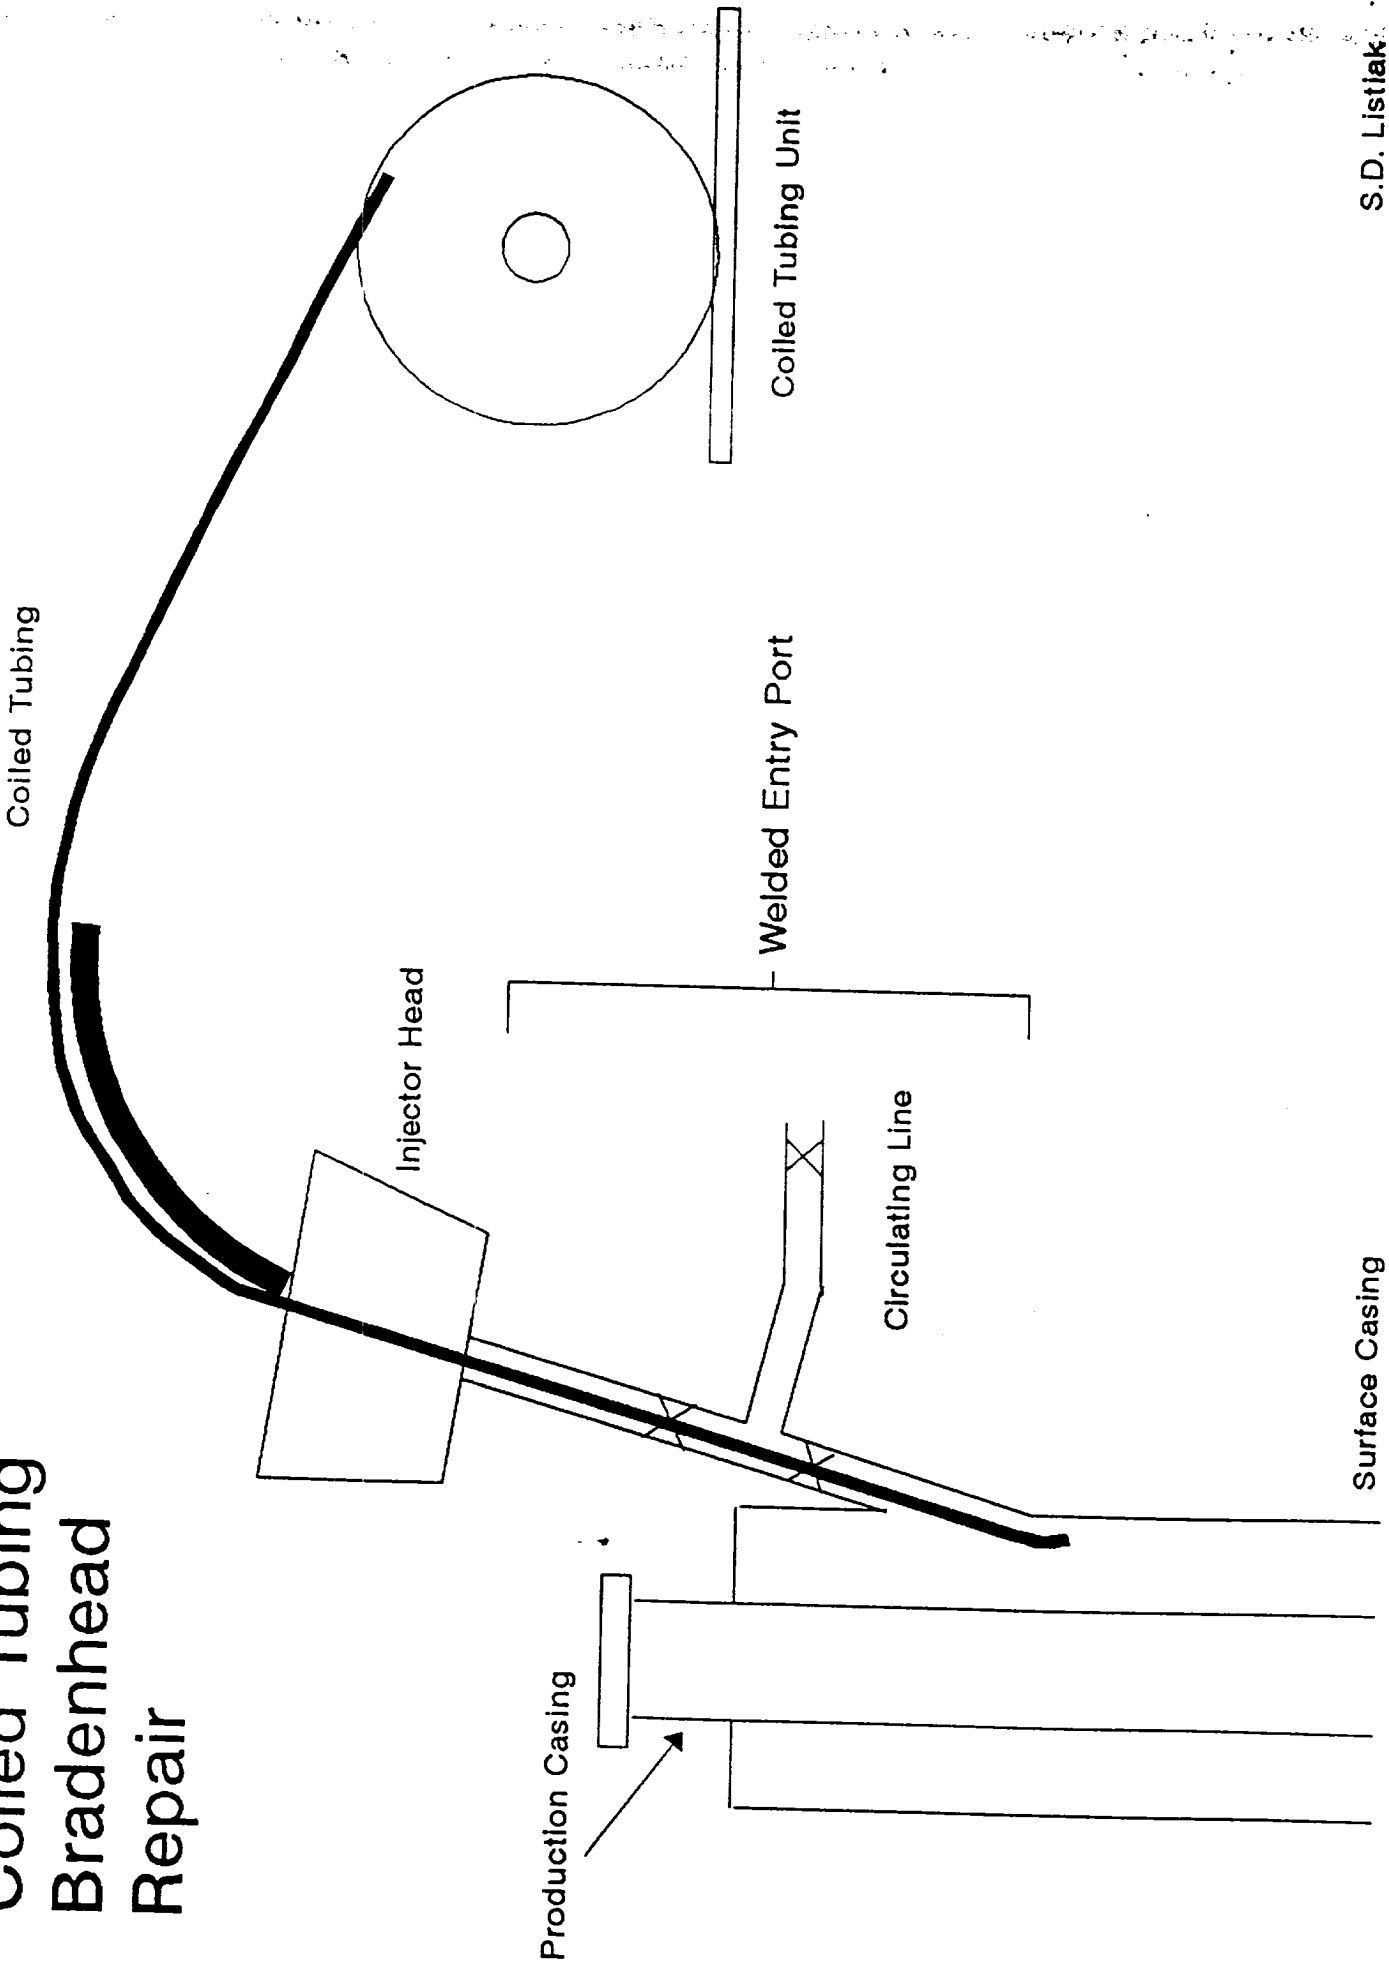 Coiled Tubing
Bradenhead
Repair
Coiled Tubing
Injector Head
Coiled Tubing Unit
Production Casing
Welded Entry Port
Circulating Line
Surface Casing
S.D. Listiak